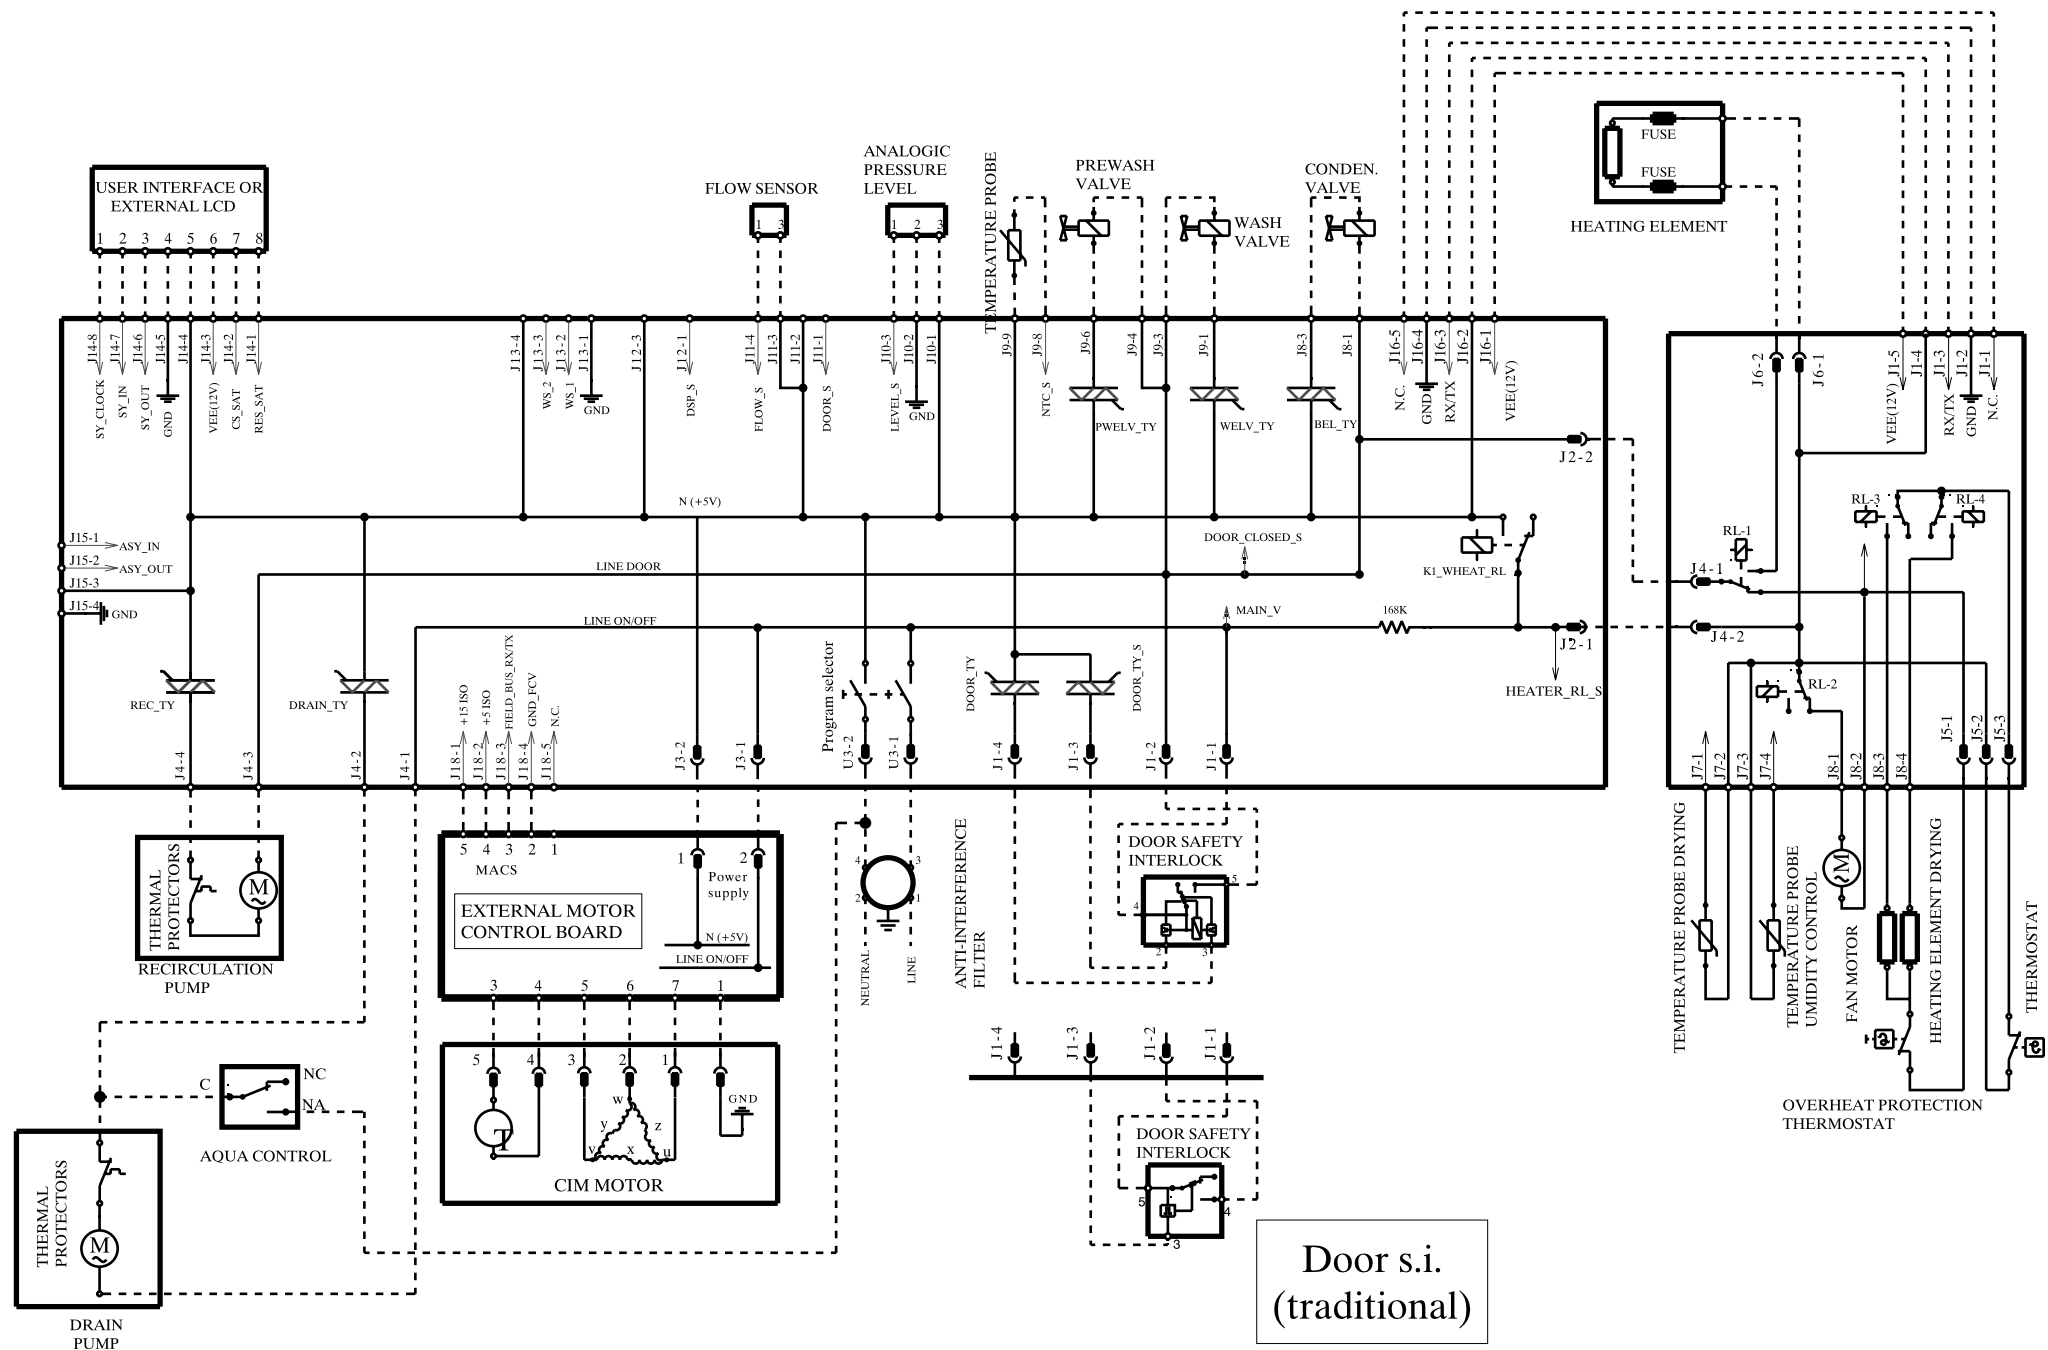 USER INTERFACE OR
EXTERNAL LCD
1 2 3 4 5 6 7 8
FLOW SENSOR
1 3
ANALOGIC
PRESSURE
LEVEL
1 2 3
TEMPERATURE PROBE
PREWASH
VALVE
WASH
VALVE
CONDEN.
VALVE
FUSE
FUSE
HEATING ELEMENT
J14-8
J14-7
J14-6
J14-5
J14-4
J14-3
J14-2
J14-1
SY_CLOCK
SY_IN
SY_OUT
GND
VEE(12V)
CS_SAT
RES_SAT
J13-4
J13-3
J13-2
J13-1
WS_2
WS_1
GND
J12-3
J12-1
DSP_S
J11-4
J11-3
J11-2
J11-1
FLOW_S
DOOR_S
J10-3
J10-2
J10-1
LEVEL_S
GND
J9-9
J9-8
NTC_S
J9-6
J9-4
J9-3
J9-1
J8-3
J8-1
PWELV_TY
WELV_TY
BEL_TY
J16-5
J16-4
J16-3
J16-2
J16-1
N.C.
GND
RX/TX
VEE(12V)
J2-2
J6-2
J6-1
J1-5
J1-4
J1-3
J1-2
J1-1
VEE(12V)
RX/TX
GND
N.C.
N (+5V)
J15-1
ASY_IN
J15-2
ASY_OUT
J15-3
J15-4
GND
LINE DOOR
DOOR_CLOSED_S
K1_WHEAT_RL
LINE ON/OFF
MAIN_V
168K
J2-1
HEATER_RL_S
RL-1
RL-3
RL-4
J4-1
J4-2
RL-2
REC_TY
DRAIN_TY
J4-4
J4-3
J4-2
J4-1
+15 ISO
+5 ISO
FIELD_BUS_RX/TX
GND_FCV
N.C.
J18-1
J18-2
J18-3
J18-4
J18-5
J3-2
J3-1
Program selector
U3-2
U3-1
DOOR_TY
DOOR_TY_S
J1-4
J1-3
J1-2
J1-1
J7-1
J7-2
J7-3
J7-4
J8-1
J8-2
J8-3
J8-4
J5-1
J5-2
J5-3
THERMAL
PROTECTORS
M
RECIRCULATION
PUMP
5 4 3 2 1
MACS
1 2
Power
supply
EXTERNAL MOTOR
CONTROL BOARD
N (+5V)
LINE ON/OFF
3 4 5 6 7 1
4 3
2 1
NEUTRAL
LINE
ANTI-INTERFERENCE
FILTER
DOOR SAFETY
INTERLOCK
5
4
2 3
TEMPERATURE PROBE DRYING
TEMPERATURE PROBE
UMIDITY CONTROL
M
FAN MOTOR
HEATING ELEMENT DRYING
THERMOSTAT
OVERHEAT PROTECTION
THERMOSTAT
5 4 3 2 1
T
w
y z
v x u
GND
CIM MOTOR
C
NC
NA
AQUA CONTROL
THERMAL
PROTECTORS
M
DRAIN
PUMP
J1-4
J1-3
J1-2
J1-1
DOOR SAFETY
INTERLOCK
5
4
3
Door s.i.
(traditional)